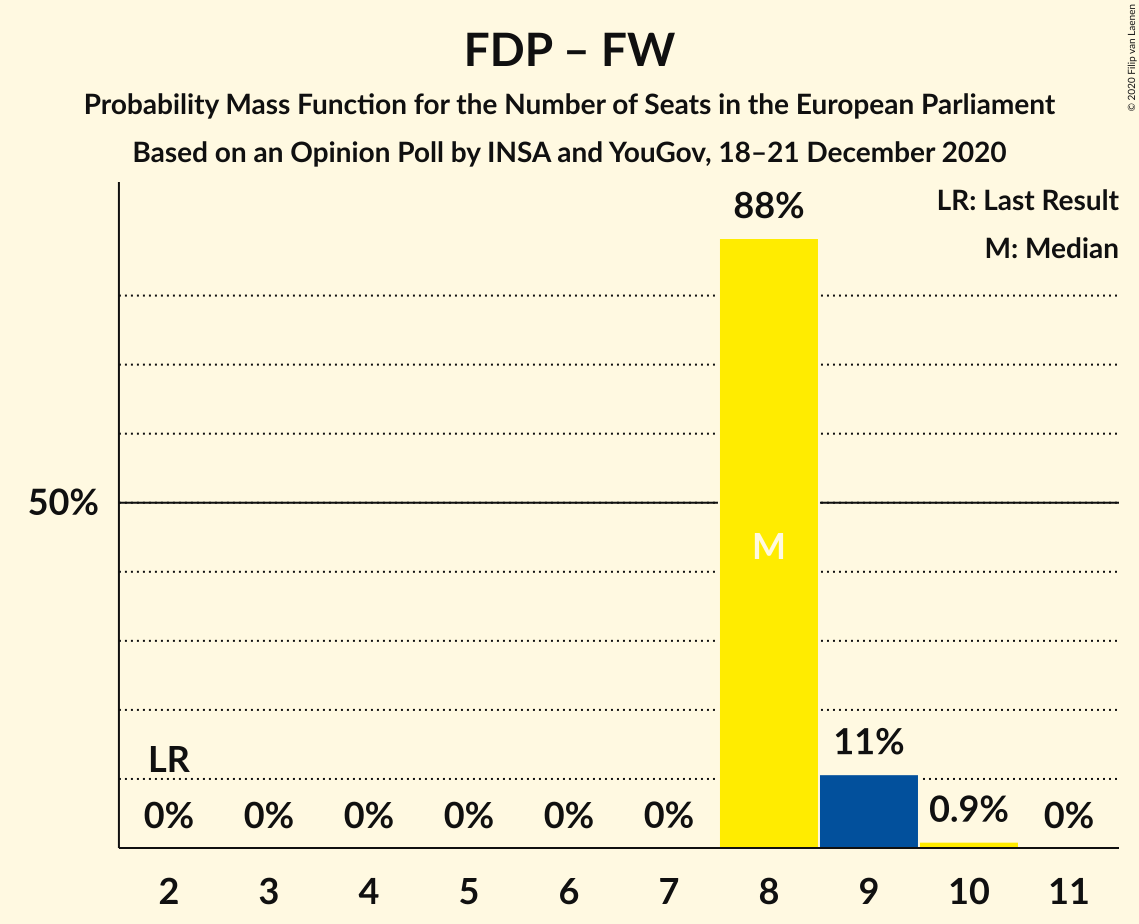 FDP – FW
Probability Mass Function for the Number of Seats in the European Parliament
Based on an Opinion Poll by INSA and YouGov, 18–21 December 2020
© 2020 Filip van Laenen
LR: Last Result
M: Median
88%
50%
M
11%
LR
0% 0% 0% 0% 0% 0% 0.9% 0%
2 3 4 5 6 7 8 9 10 11